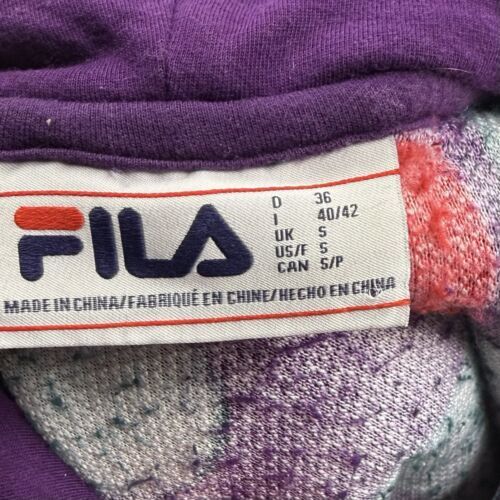 FILA
D 36
I 40/42
UK S
US/F S
CAN S/P
MADE IN CHINA/FABRIQUÉ EN CHINE/HECHO EN CHINA